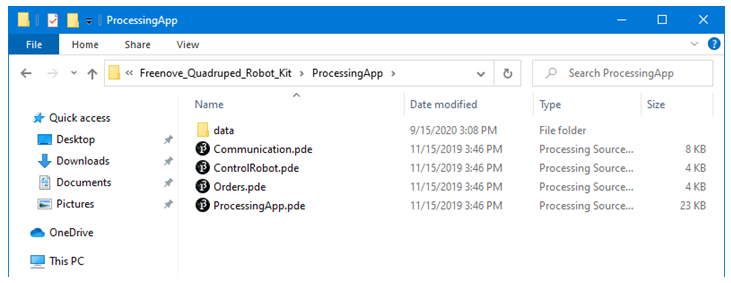 ProcessingApp
File Home Share View
« Freenove_Quadruped_Robot_Kit > ProcessingApp > Search ProcessingApp
Name Date modified Type Size
Quick access
Desktop
Downloads
Documents
Pictures
OneDrive
This PC
data 9/15/2020 3:08 PM File folder
Communication.pde 11/15/2019 3:46 PM Processing Source... 8 KB
ControlRobot.pde 11/15/2019 3:46 PM Processing Source... 4 KB
Orders.pde 11/15/2019 3:46 PM Processing Source... 4 KB
ProcessingApp.pde 11/15/2019 3:46 PM Processing Source... 23 KB